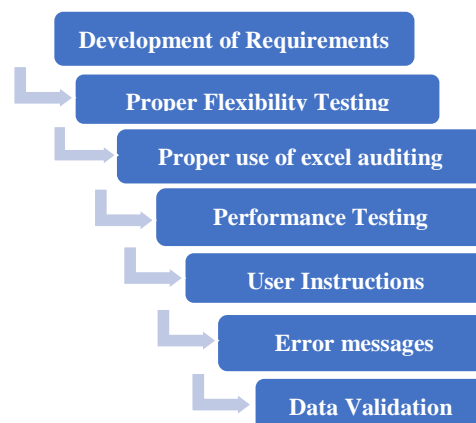 Development of Requirements
Proper Flexibility Testing
Proper use of excel auditing
Performance Testing
User Instructions
Error messages
Data Validation